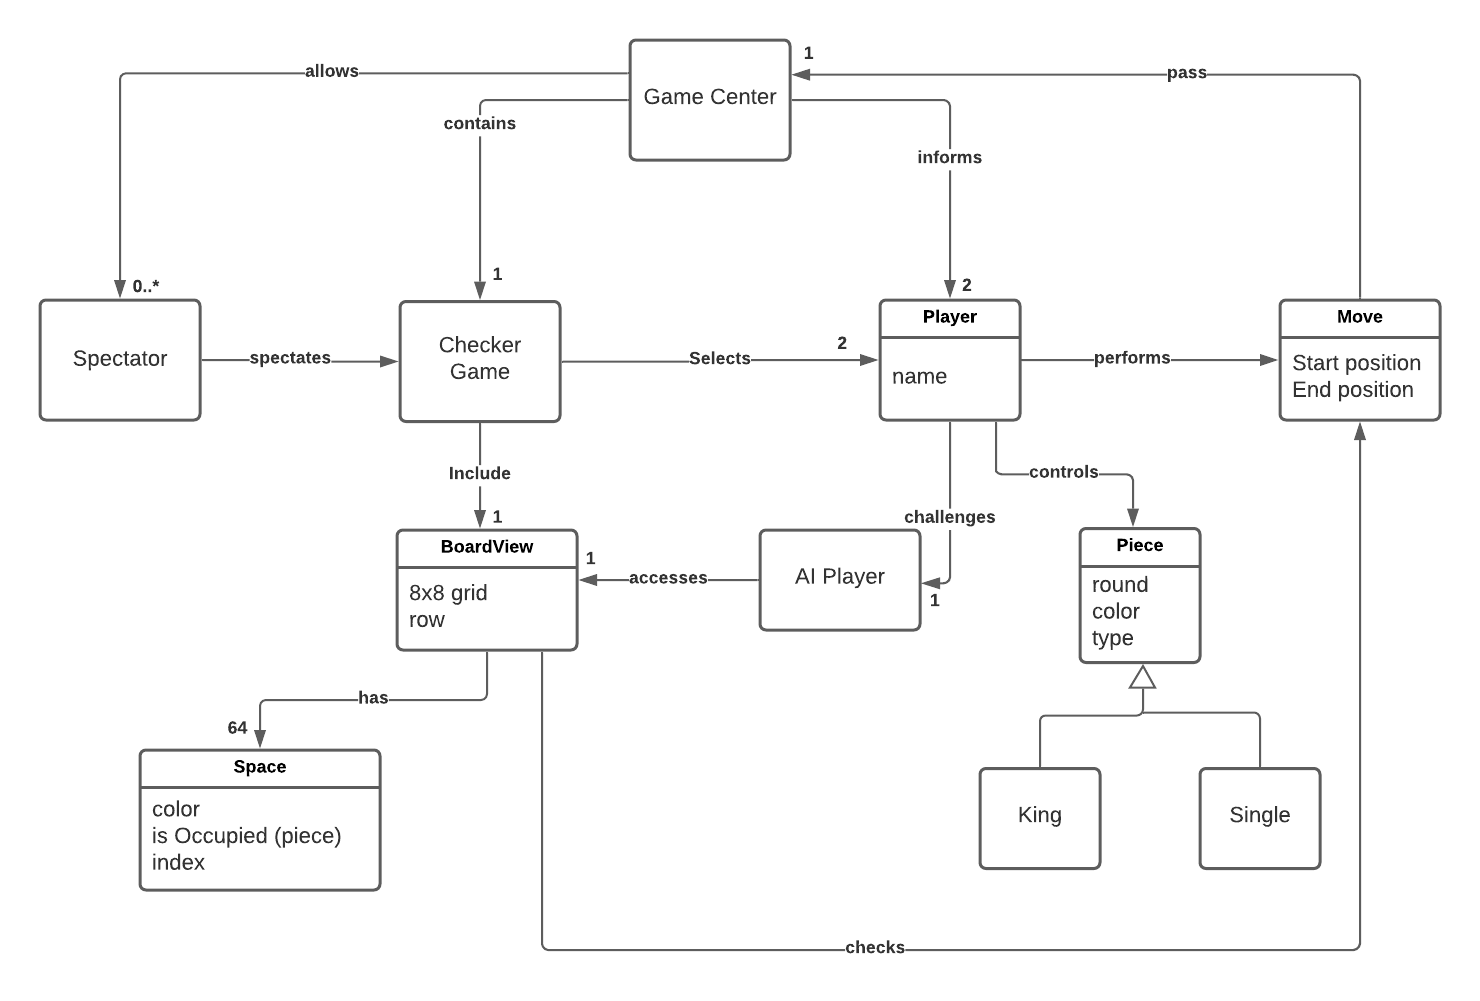 1
allows
pass
Game Center
contains
informs
1
0..*
2
Player
Move
Spectator
spectates
Checker
Game
Selects
2
name
performs
Start position
End position
Include
controls
1
challenges
BoardView
8x8 grid
row
1
accesses
AI Player
1
Piece
round
color
type
has
64
Space
color
is Occupied (piece)
index
King
Single
checks